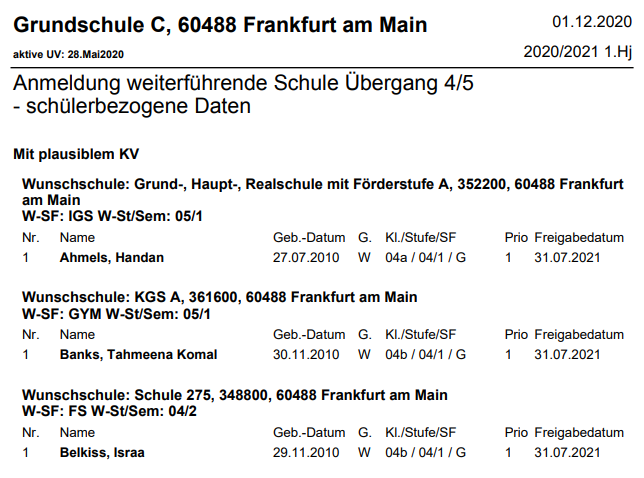 Grundschule C, 60488 Frankfurt am Main 01.12.2020
aktive UV: 28.Mai2020 2020/2021 1.Hj
Anmeldung weiterführende Schule Übergang 4/5
- schülerbezogene Daten
Mit plausiblem KV
Wunschschule: Grund-, Haupt-, Realschule mit Förderstufe A, 352200, 60488 Frankfurt
am Main
W-SF: IGS W-St/Sem: 05/1
Nr. Name Geb.-Datum G. Kl./Stufe/SF Prio Freigabedatum
1 Ahmels, Handan 27.07.2010 W 04a / 04/1 / G 1 31.07.2021
Wunschschule: KGS A, 361600, 60488 Frankfurt am Main
W-SF: GYM W-St/Sem: 05/1
Nr. Name Geb.-Datum G. Kl./Stufe/SF Prio Freigabedatum
1 Banks, Tahmeena Komal 30.11.2010 W 04b / 04/1 / G 1 31.07.2021
Wunschschule: Schule 275, 348800, 60488 Frankfurt am Main
W-SF: FS W-St/Sem: 04/2
Nr. Name Geb.-Datum G. Kl./Stufe/SF Prio Freigabedatum
1 Belkiss, Israa 29.11.2010 W 04b / 04/1 / G 1 31.07.2021